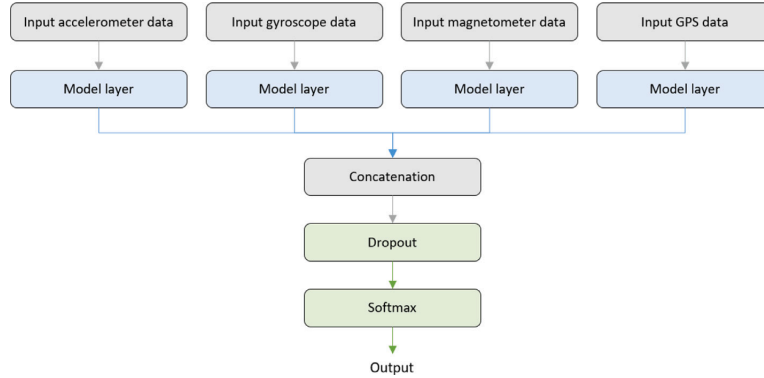 Input accelerometer data
Input gyroscope data
Input magnetometer data
Input GPS data
Model layer
Model layer
Model layer
Model layer
Concatenation
Dropout
Softmax
Output